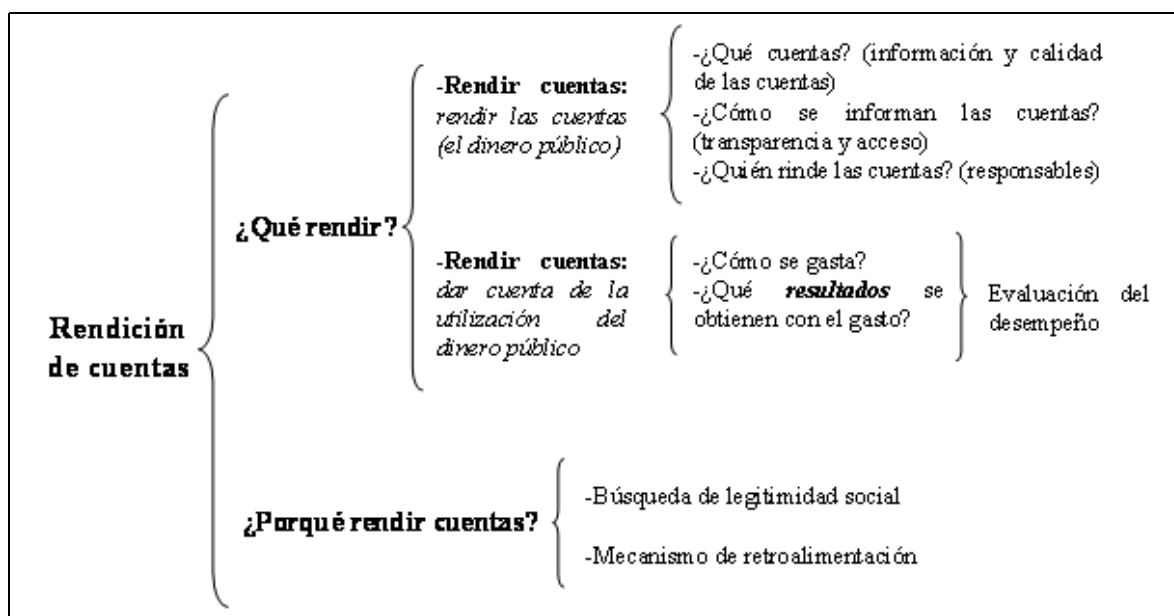 Rendición
de cuentas
¿Qué rendir?
-Rendir cuentas:
rendir las cuentas
(el dinero público)
-¿Qué cuentas? (información y calidad
de las cuentas)
-¿Cómo se informan las cuentas?
(transparencia y acceso)
-¿Quién rinde las cuentas? (responsables)
-Rendir cuentas:
dar cuenta de la
utilización del
dinero público
-¿Cómo se gasta?
-¿Qué resultados se
obtienen con el gasto?
Evaluación del
desempeño
¿Porqué rendir cuentas?
-Búsqueda de legitimidad social
-Mecanismo de retroalimentación